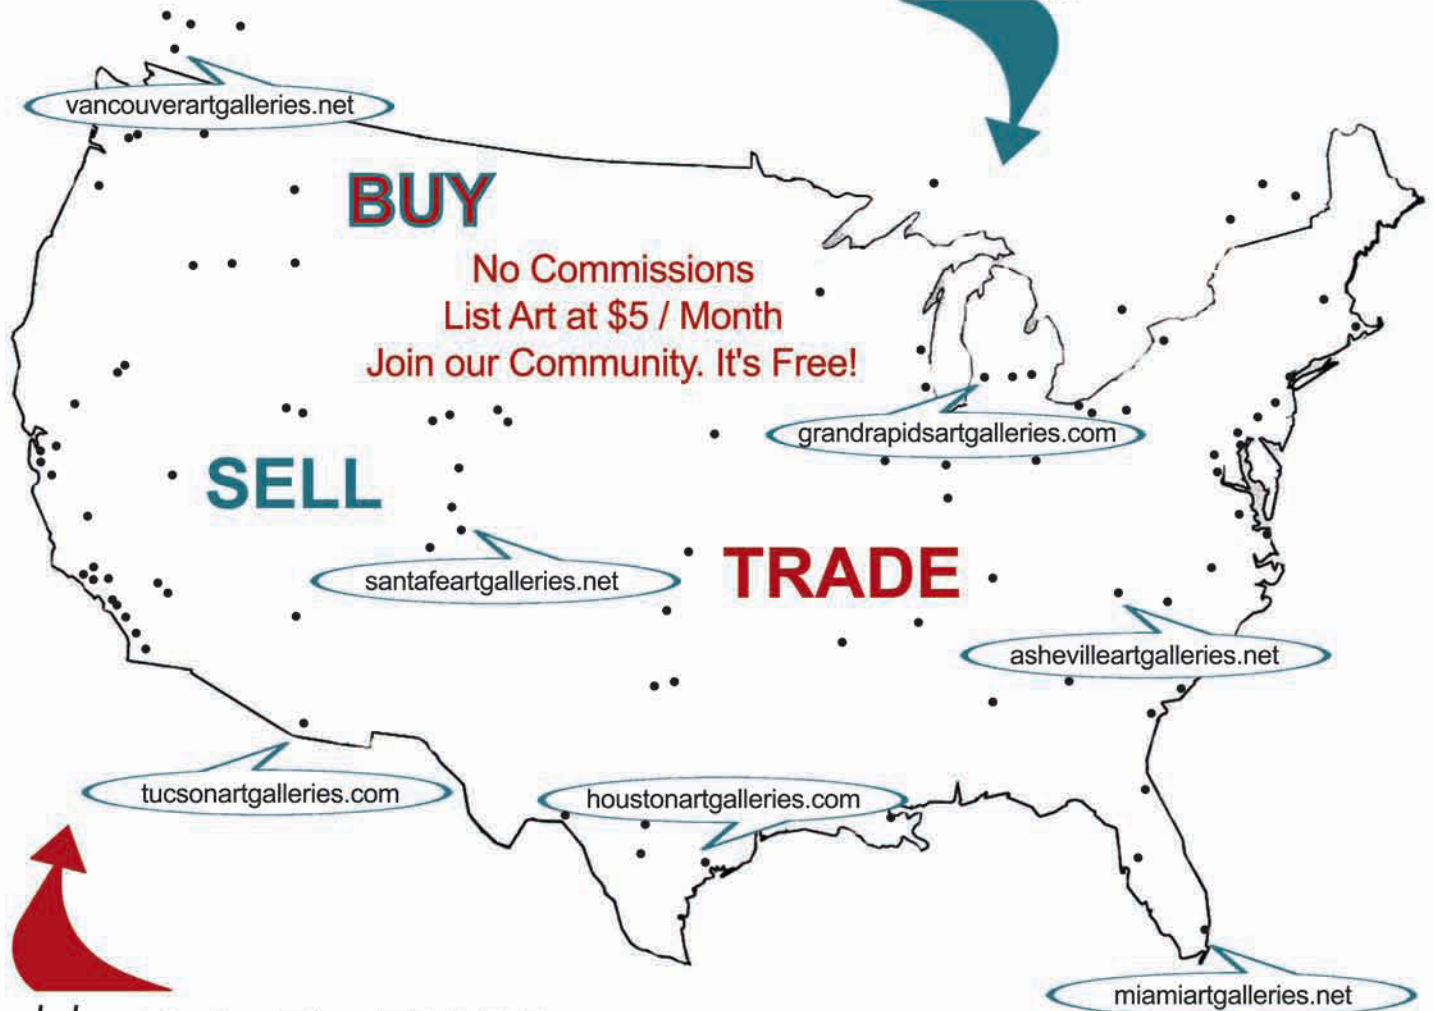 vancouverartgalleries.net
BUY
No Commissions
List Art at $5 / Month
Join our Community. It's Free!
grandrapidsartgalleries.com
SELL
TRADE
santafeartgalleries.net
ashevilleartgalleries.net
tucsonartgalleries.com
houstonartgalleries.com
miamiartgalleries.net